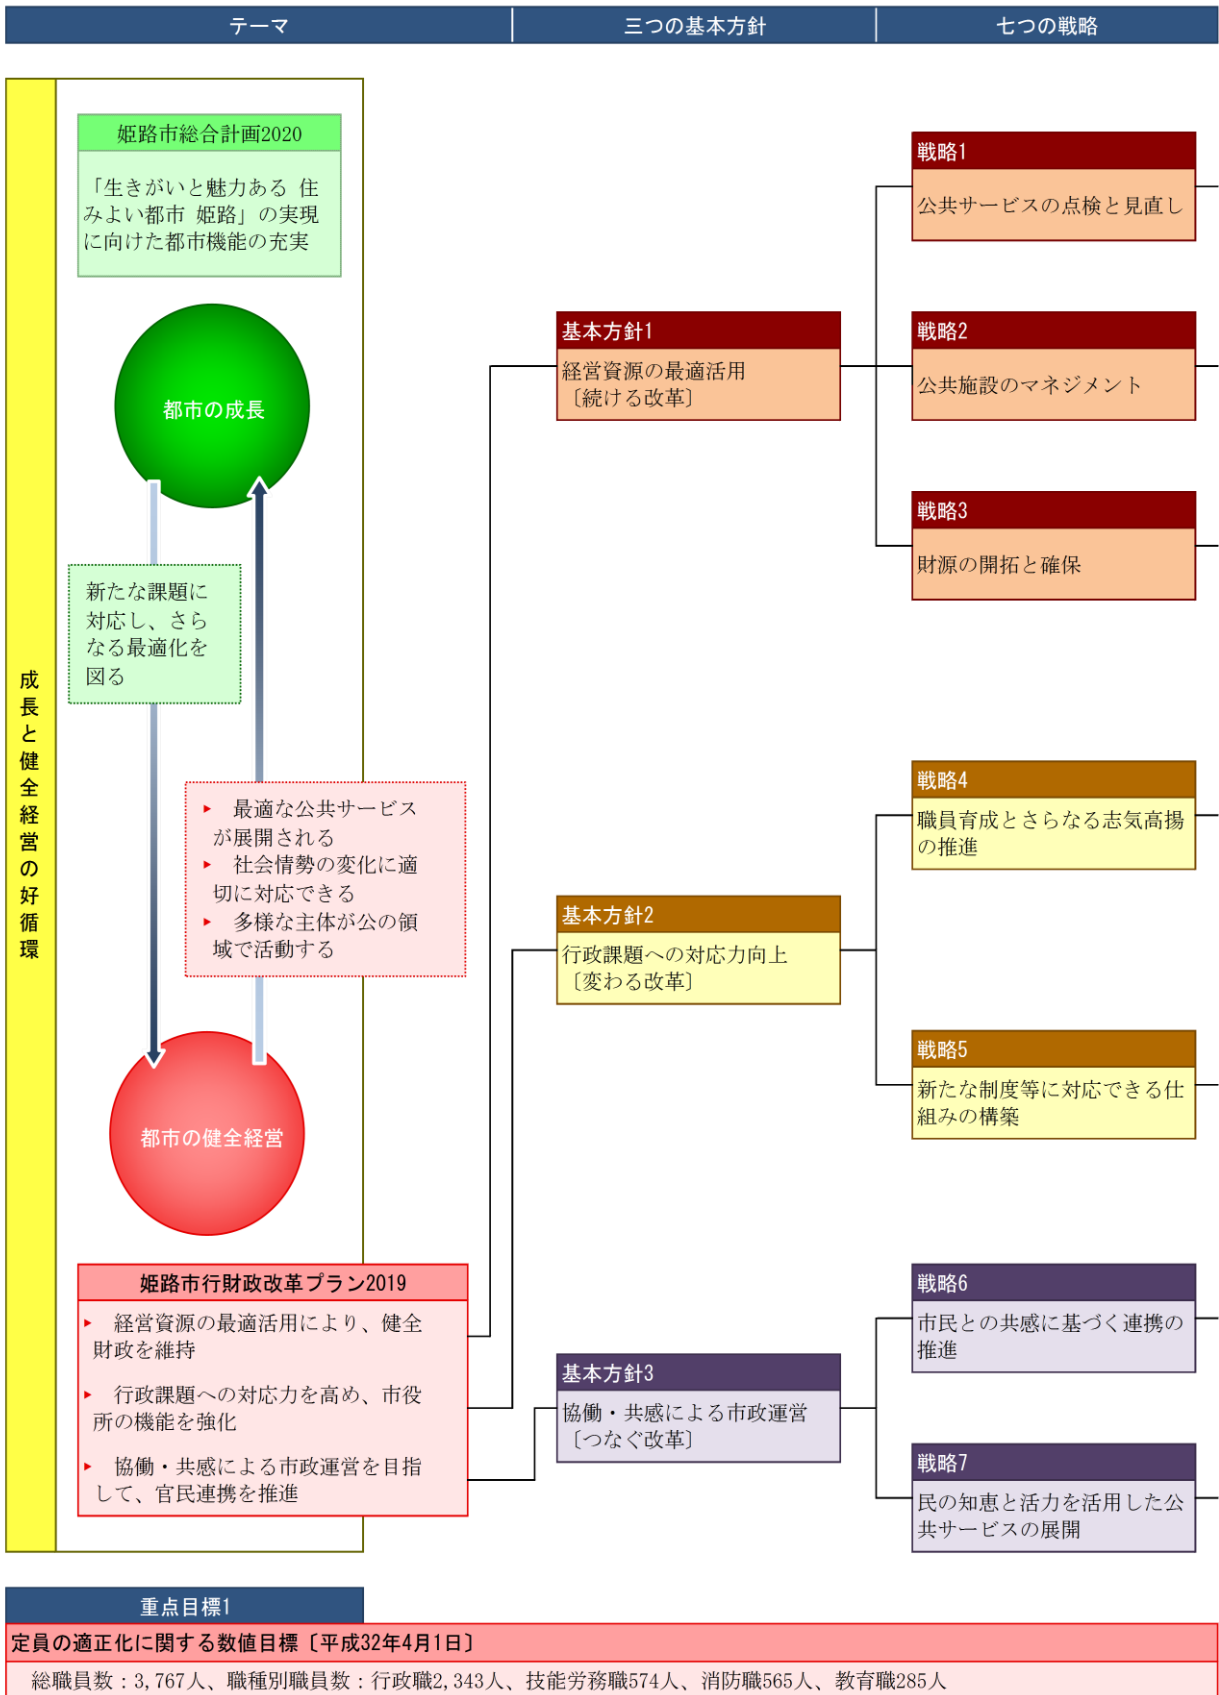 テーマ
三つの基本方針
七つの戦略
成長と健全経営の好循環
姫路市総合計画2020
「生きがいと魅力ある 住
みよい都市 姫路」の実現
に向けた都市機能の充実
都市の成長
新たな課題に
対応し、さら
なる最適化を
図る
▸ 最適な公共サービス
が展開される
▸ 社会情勢の変化に適
切に対応できる
▸ 多様な主体が公の領
域で活動する
都市の健全経営
姫路市行財政改革プラン2019
▸ 経営資源の最適活用により、健全
財政を維持
▸ 行政課題への対応力を高め、市役
所の機能を強化
▸ 協働・共感による市政運営を目指
して、官民連携を推進
基本方針1
経営資源の最適活用
〔続ける改革〕
戦略1
公共サービスの点検と見直し
戦略2
公共施設のマネジメント
戦略3
財源の開拓と確保
基本方針2
行政課題への対応力向上
〔変わる改革〕
戦略4
職員育成とさらなる志気高揚
の推進
戦略5
新たな制度等に対応できる仕
組みの構築
基本方針3
協働・共感による市政運営
〔つなぐ改革〕
戦略6
市民との共感に基づく連携の
推進
戦略7
民の知恵と活力を活用した公
共サービスの展開
重点目標1
定員の適正化に関する数値目標〔平成32年4月1日〕
総職員数：3,767人、職種別職員数：行政職2,343人、技能労務職574人、消防職565人、教育職285人